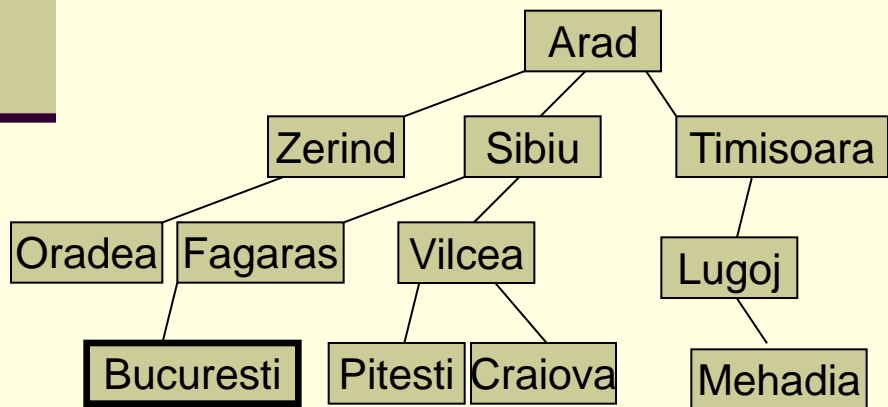 Arad
Zerind Sibiu Timisoara
Oradea Fagaras Vilcea Lugoj
Bucuresti Pitesti Craiova Mehadia